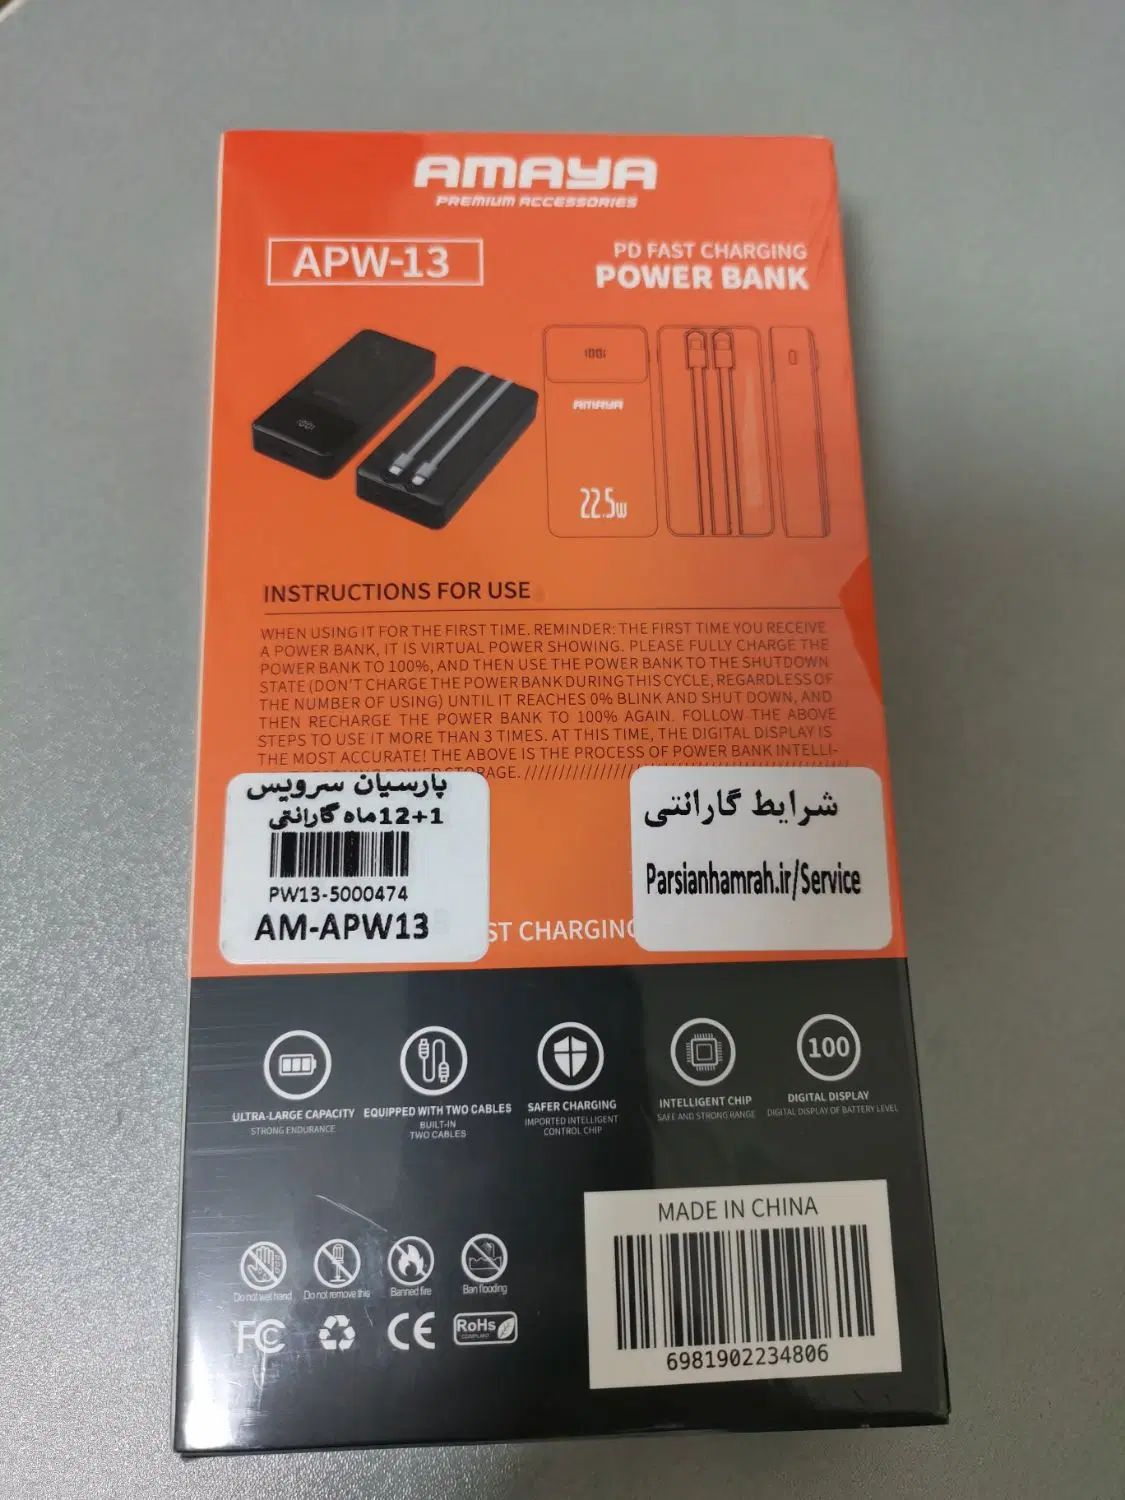 AMAYA
PREMIUM ACCESSORIES
APW-13
PD FAST CHARGING
POWER BANK
100
AMAYA
22.5W
INSTRUCTIONS FOR USE
WHEN USING IT FOR THE FIRST TIME. REMINDER: THE FIRST TIME YOU RECEIVE
A POWER BANK, IT IS VIRTUAL POWER SHOWING. PLEASE FULLY CHARGE THE
POWER BANK TO 100%, AND THEN USE THE POWER BANK TO THE SHUTDOWN
STATE (DON'T CHARGE THE POWER BANK DURING THIS CYCLE, REGARDLESS OF
THE NUMBER OF USING) UNTIL IT REACHES 0% BLINK AND SHUT DOWN, AND
THEN RECHARGE THE POWER BANK TO 100% AGAIN. FOLLOW THE ABOVE
STEPS TO USE IT MORE THAN 3 TIMES. AT THIS TIME, THE DIGITAL DISPLAY IS
THE MOST ACCURATE! THE ABOVE IS THE PROCESS OF POWER BANK INTELLI-
POWER STORAGE.
پارسیان سرویس
12+1 ماه گارانتی
PW13-5000474
AM-APW13
شرایط گارانتی
Parsianhamrah.ir/Service
ST CHARGING
100
ULTRA-LARGE CAPACITY
STRONG ENDURANCE
EQUIPPED WITH TWO CABLES
BUILT-IN
TWO CABLES
SAFER CHARGING
IMPORTED INTELLIGENT
CONTROL CHIP
INTELLIGENT CHIP
SAFE AND STRONG RANGE
DIGITAL DISPLAY
DIGITAL DISPLAY OF BATTERY LEVEL
MADE IN CHINA
6981902234806
Do not wet hand
Do not remove this
Banned fire
Ban flooding
FC
CE
RoHS
COMPLIANT